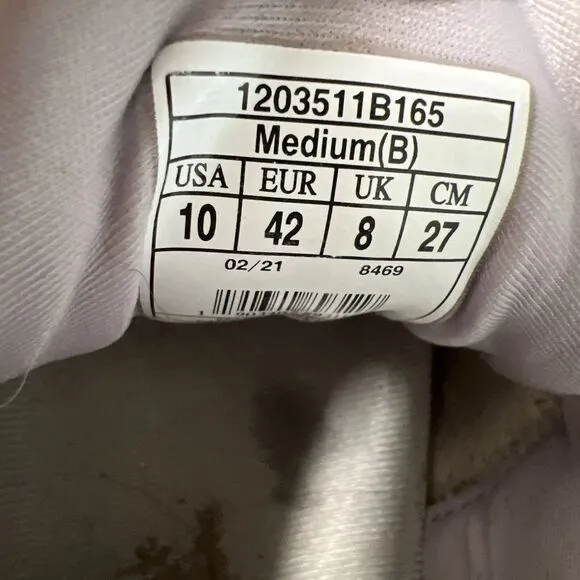 1203511B165
Medium(B)
USA EUR UK CM
10 42 8 27
02/21 8469